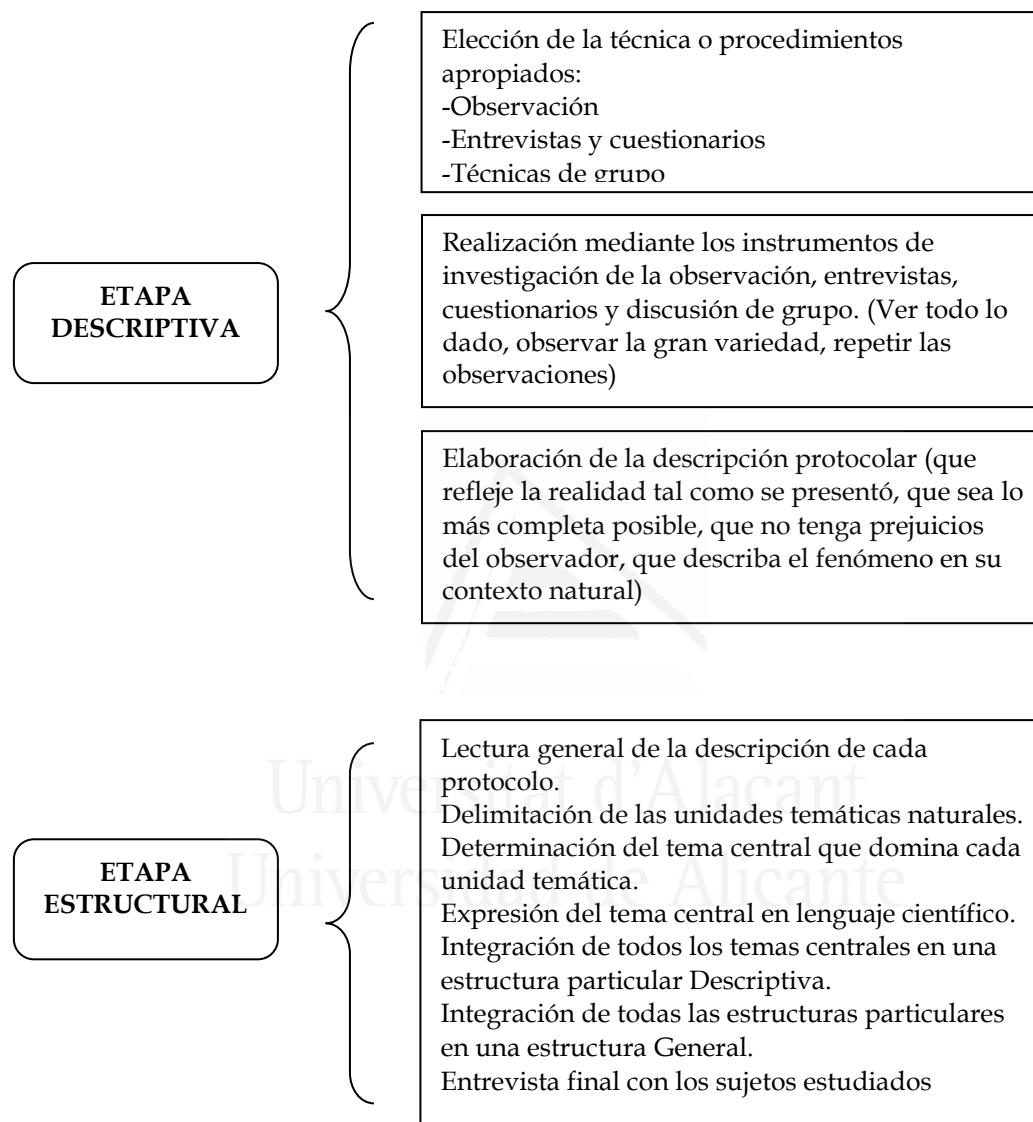 Elección de la técnica o procedimientos
apropiados:
-Observación
-Entrevistas y cuestionarios
-Técnicas de grupo
ETAPA
DESCRIPTIVA
Realización mediante los instrumentos de
investigación de la observación, entrevistas,
cuestionarios y discusión de grupo. (Ver todo lo
dado, observar la gran variedad, repetir las
observaciones)
Elaboración de la descripción protocolar (que
refleje la realidad tal como se presentó, que sea lo
más completa posible, que no tenga prejuicios
del observador, que describa el fenómeno en su
contexto natural)
ETAPA
ESTRUCTURAL
Lectura general de la descripción de cada
protocolo.
Delimitación de las unidades temáticas naturales.
Determinación del tema central que domina cada
unidad temática.
Expresión del tema central en lenguaje científico.
Integración de todos los temas centrales en una
estructura particular Descriptiva.
Integración de todas las estructuras particulares
en una estructura General.
Entrevista final con los sujetos estudiados
Universitat d'Alacant
Universidad de Alicante